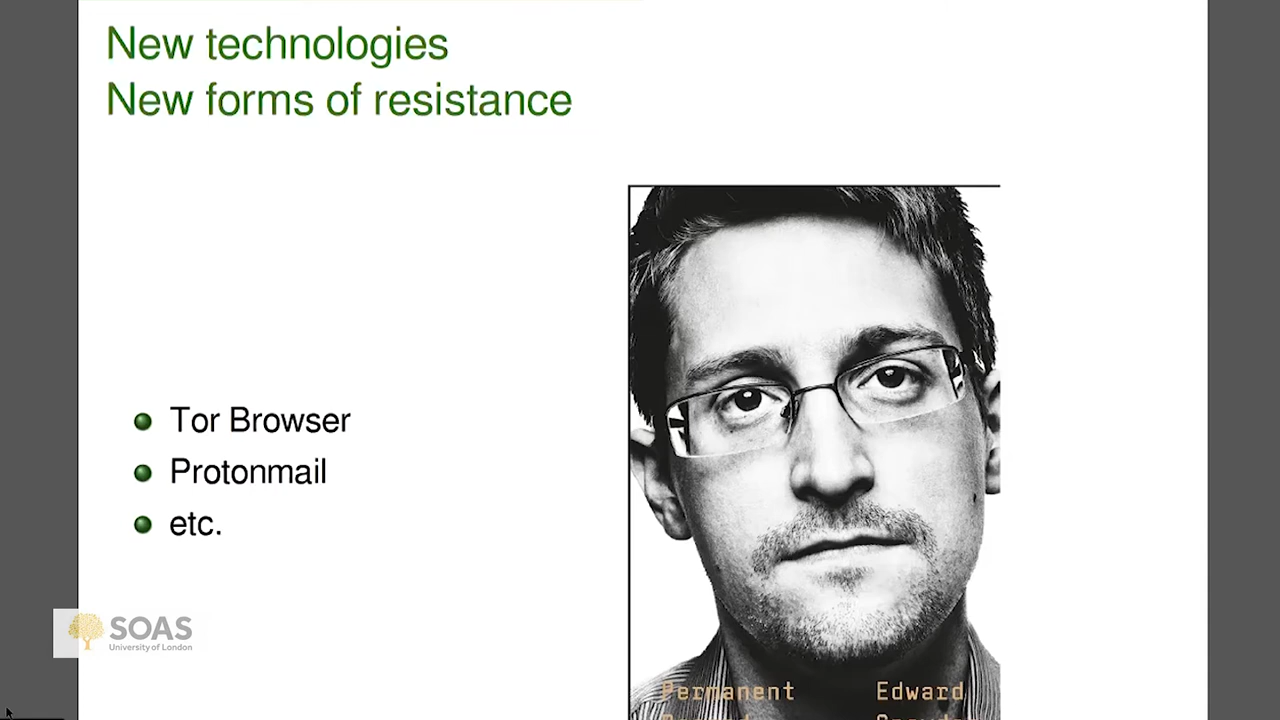 New technologies
New forms of resistance
Tor Browser
Protonmail
etc.
SOAS
University of London
Permanent Edward